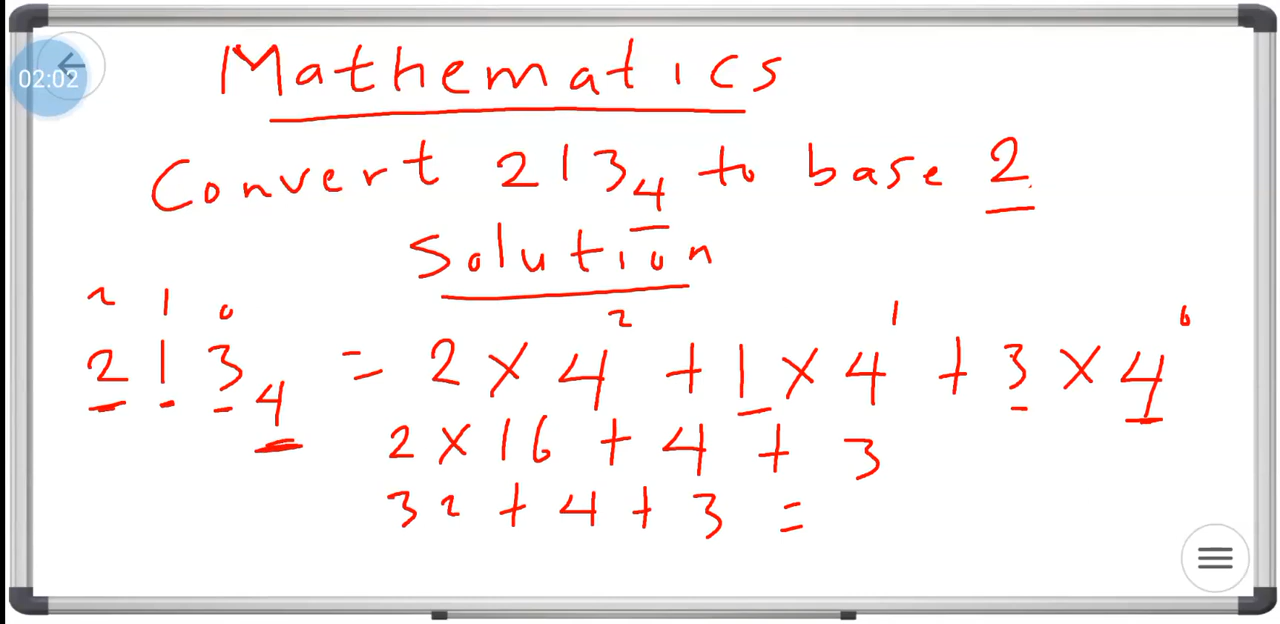 02:02
Mathematics
Convert 213₄ to base 2
Solution
2 1 0
213₄ = 2 × 4² + 1 × 4¹ + 3 × 4⁰
2 × 16 + 4 + 3
32 + 4 + 3 =